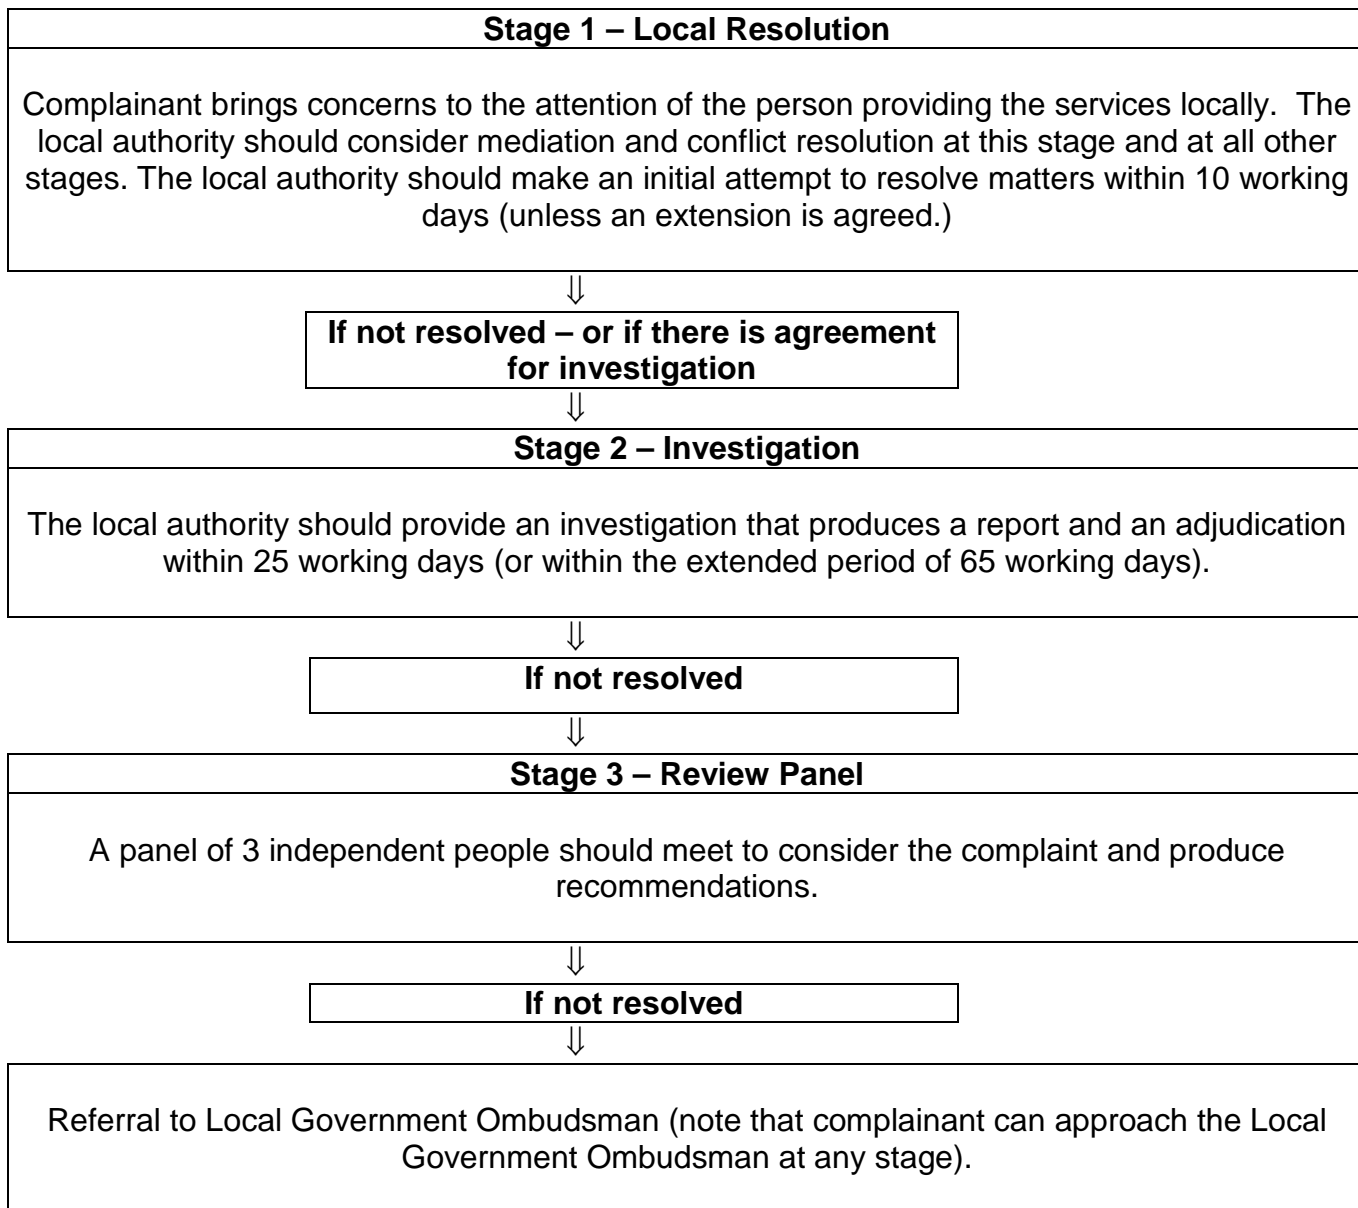 Stage 1 – Local Resolution
Complainant brings concerns to the attention of the person providing the services locally.  The
local authority should consider mediation and conflict resolution at this stage and at all other
stages. The local authority should make an initial attempt to resolve matters within 10 working
days (unless an extension is agreed.)
⇓
If not resolved – or if there is agreement
for investigation
⇓
Stage 2 – Investigation
The local authority should provide an investigation that produces a report and an adjudication
within 25 working days (or within the extended period of 65 working days).
⇓
If not resolved
⇓
Stage 3 – Review Panel
A panel of 3 independent people should meet to consider the complaint and produce
recommendations.
⇓
If not resolved
⇓
Referral to Local Government Ombudsman (note that complainant can approach the Local
Government Ombudsman at any stage).